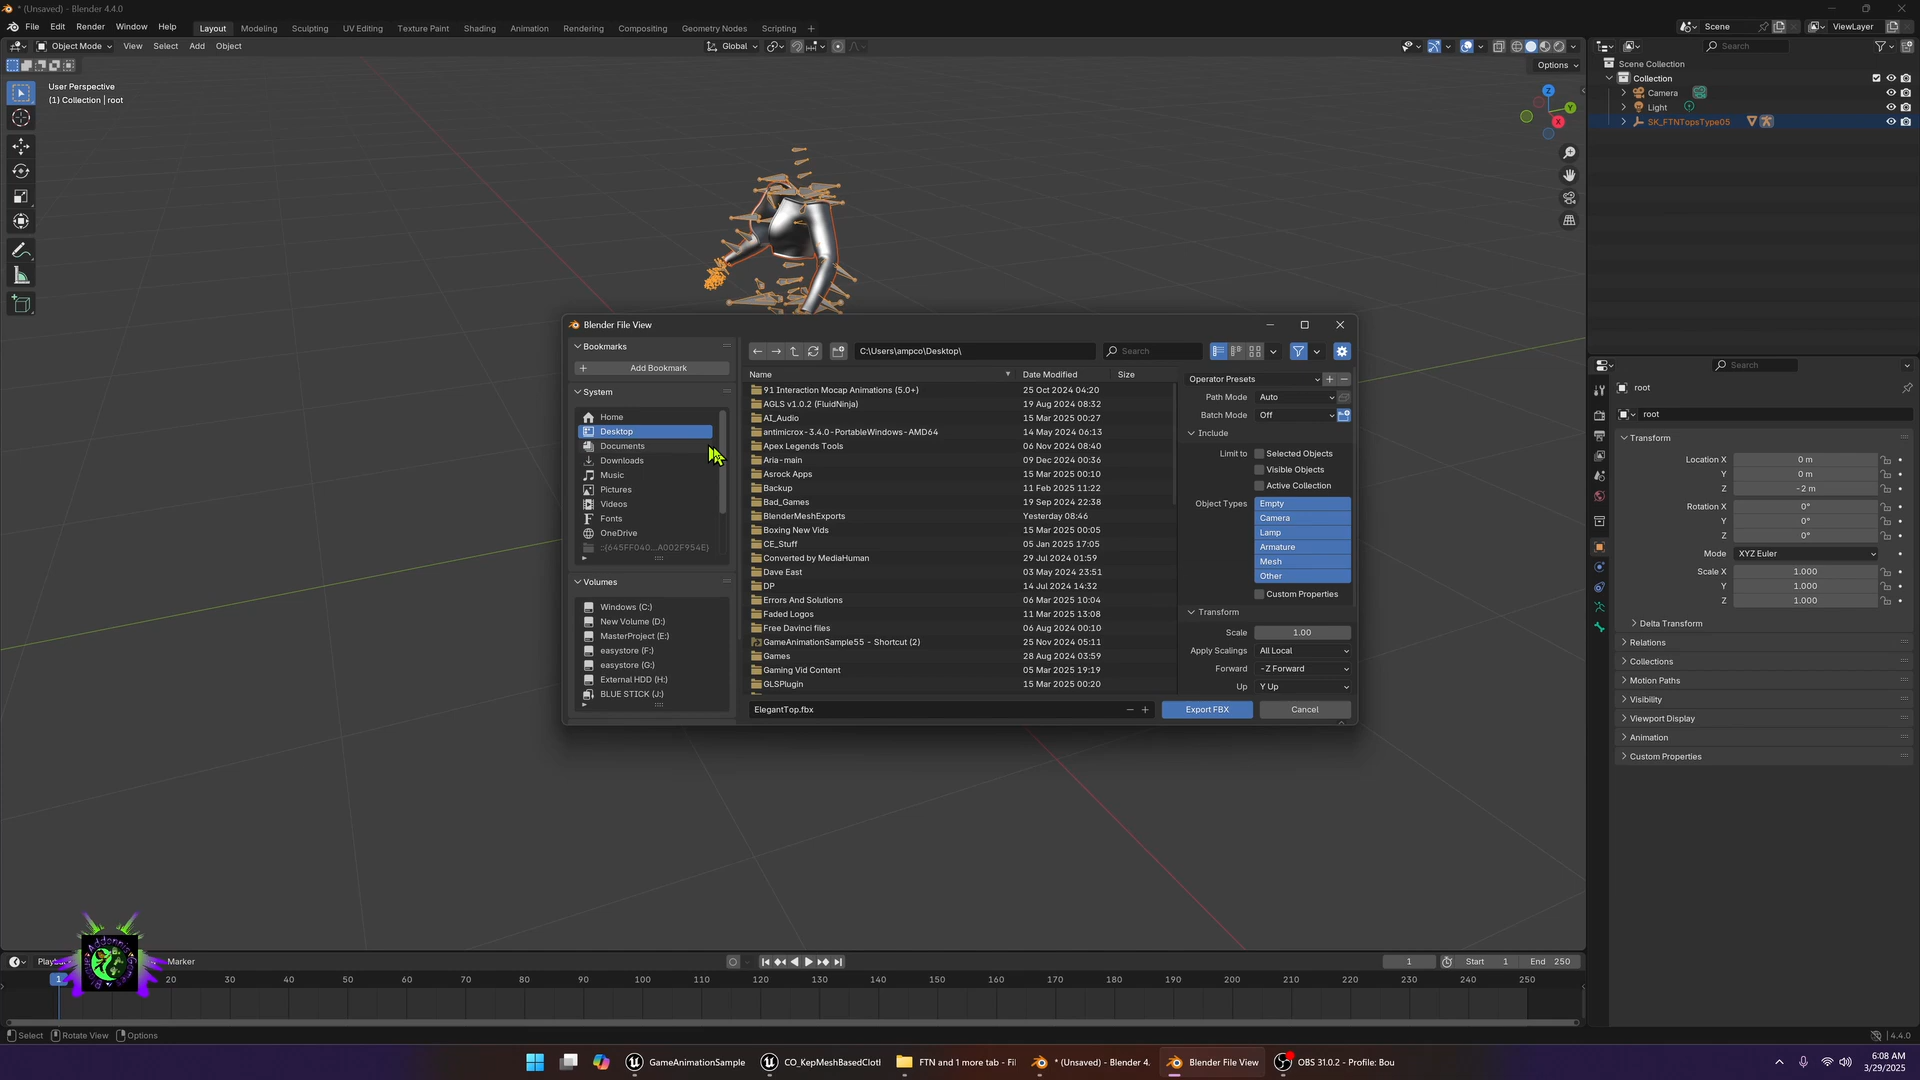 * (Unsaved) - Blender 4.4.0
File Edit Render Window Help Layout Modeling Sculpting UV Editing Texture Paint Shading Animation Rendering Compositing Geometry Nodes Scripting + Scene ViewLayer
Object Mode View Select Add Object Global Search
Options
User Perspective
(1) Collection | root
Z
Y
X
Scene Collection
Collection
Camera
Light
SK_FTNTopsType05
Blender File View
Bookmarks
Add Bookmark
System
Home
Desktop
Documents
Downloads
Music
Pictures
Videos
Fonts
OneDrive
::{645FF040...A002F954E}
Volumes
Windows (C:)
New Volume (D:)
MasterProject (E:)
easystore (F:)
easystore (G:)
External HDD (H:)
BLUE STICK (J:)
C:\Users\ampco\Desktop\ Search
Name Date Modified Size
91 Interaction Mocap Animations (5.0+) 25 Oct 2024 04:20
AGLS v1.0.2 (FluidNinja) 19 Aug 2024 08:32
AI_Audio 15 Mar 2025 00:27
antimicrox-3.4.0-PortableWindows-AMD64 14 May 2024 06:13
Apex Legends Tools 06 Nov 2024 08:40
Aria-main 09 Dec 2024 00:36
Asrock Apps 15 Mar 2025 00:10
Backup 11 Feb 2025 11:22
Bad_Games 19 Sep 2024 22:38
BlenderMeshExports Yesterday 08:46
Boxing New Vids 15 Mar 2025 00:05
CE_Stuff 05 Jan 2025 17:05
Converted by MediaHuman 29 Jul 2024 01:59
Dave East 03 May 2024 23:51
DP 14 Jul 2024 14:32
Errors And Solutions 06 Mar 2025 10:04
Faded Logos 11 Mar 2025 13:08
Free Davinci files 06 Aug 2024 00:10
GameAnimationSample55 - Shortcut (2) 25 Nov 2024 05:11
Games 28 Aug 2024 03:59
Gaming Vid Content 05 Mar 2025 19:19
GLSPlugin 15 Mar 2025 00:20
ElegantTop.fbx Export FBX Cancel
Operator Presets
Path Mode Auto
Batch Mode Off
Include
Limit to Selected Objects
Visible Objects
Active Collection
Object Types Empty
Camera
Lamp
Armature
Mesh
Other
Custom Properties
Transform
Scale 1.00
Apply Scalings All Local
Forward -Z Forward
Up Y Up
Search
root
root
Transform
Location X 0 m
Y 0 m
Z -2 m
Rotation X 0°
Y 0°
Z 0°
Mode XYZ Euler
Scale X 1.000
Y 1.000
Z 1.000
Delta Transform
Relations
Collections
Motion Paths
Visibility
Viewport Display
Animation
Custom Properties
Marker 1 Start 1 End 250
1 20 30 40 50 60 70 80 90 100 110 120 130 140 150 160 170 180 190 200 210 220 230 240 250
Select Rotate View Options 4.4.0
GameAnimationSample CO_KepMeshBasedClotl FTN and 1 more tab - Fil * (Unsaved) - Blender 4. Blender File View OBS 31.0.2 - Profile: Bou
6:08 AM
3/29/2025